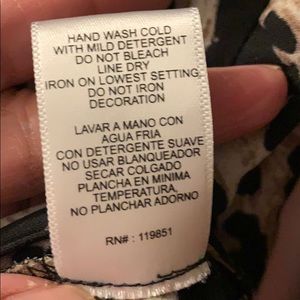 HAND WASH COLD
WITH MILD DETERGENT
DO NOT BLEACH
LINE DRY
IRON ON LOWEST SETTING,
DO NOT IRON
DECORATION
LAVAR A MANO CON
AGUA FRIA
CON DETERGENTE SUAVE
NO USAR BLANQUEADOR
SECAR COLGADO
PLANCHA EN MINIMA
TEMPERATURA,
NO PLANCHAR ADORNO
RN# : 119851